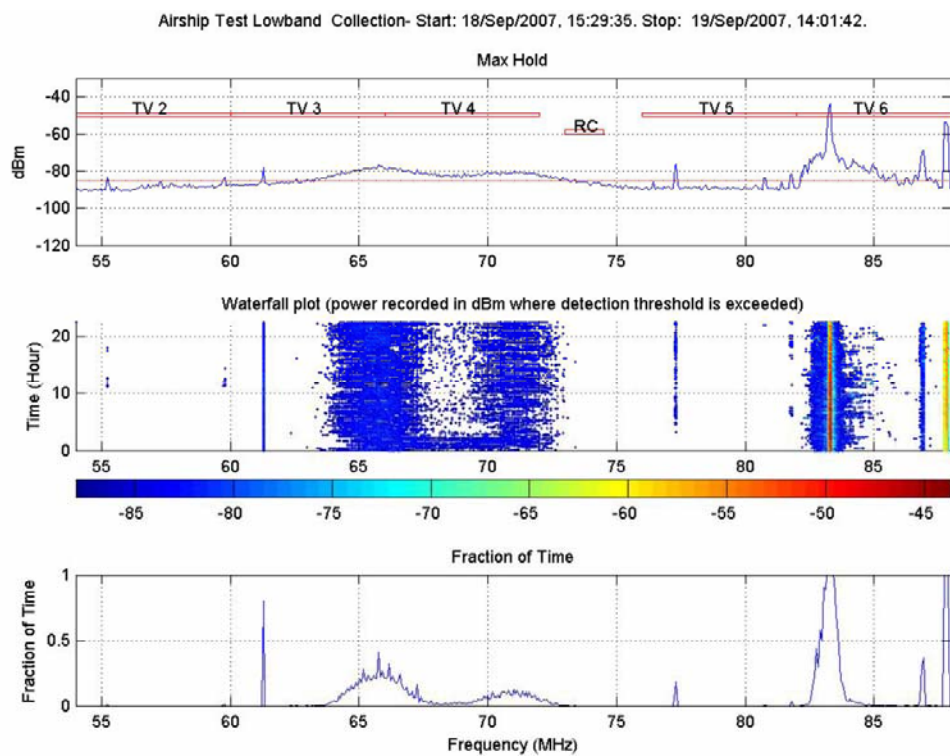 Airship Test Lowband Collection- Start: 18/Sep/2007, 15:29:35. Stop: 19/Sep/2007, 14:01:42.
Max Hold
-40
-60
-80
-100
-120
dBm
TV 2 TV 3 TV 4 RC TV 5 TV 6
55 60 65 70 75 80 85
Waterfall plot (power recorded in dBm where detection threshold is exceeded)
20
10
0
Time (Hour)
55 60 65 70 75 80 85
-85 -80 -75 -70 -65 -60 -55 -50 -45
Fraction of Time
1
0.5
0
Fraction of Time
55 60 65 70 75 80 85
Frequency (MHz)